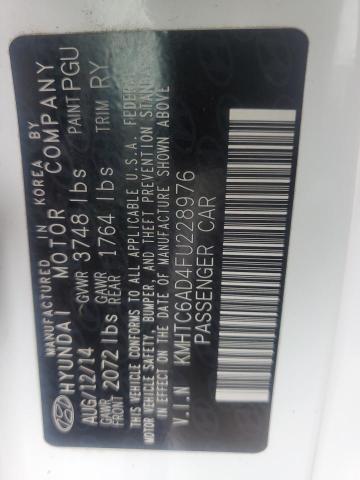 MANUFACTURED IN KOREA BY
HYUNDAI MOTOR COMPANY
AUG/12/14 GVWR 3748 lbs PAINT PGU
GAWR FRONT 2072 lbs GAWR REAR 1764 lbs TRIM RY
THIS VEHICLE CONFORMS TO ALL APPLICABLE U.S.A. FEDERAL
MOTOR VEHICLE SAFETY, BUMPER, AND THEFT PREVENTION STANDARDS
IN EFFECT ON THE DATE OF MANUFACTURE SHOWN ABOVE
V.I.N KMHTC6AD4FU228976
PASSENGER CAR